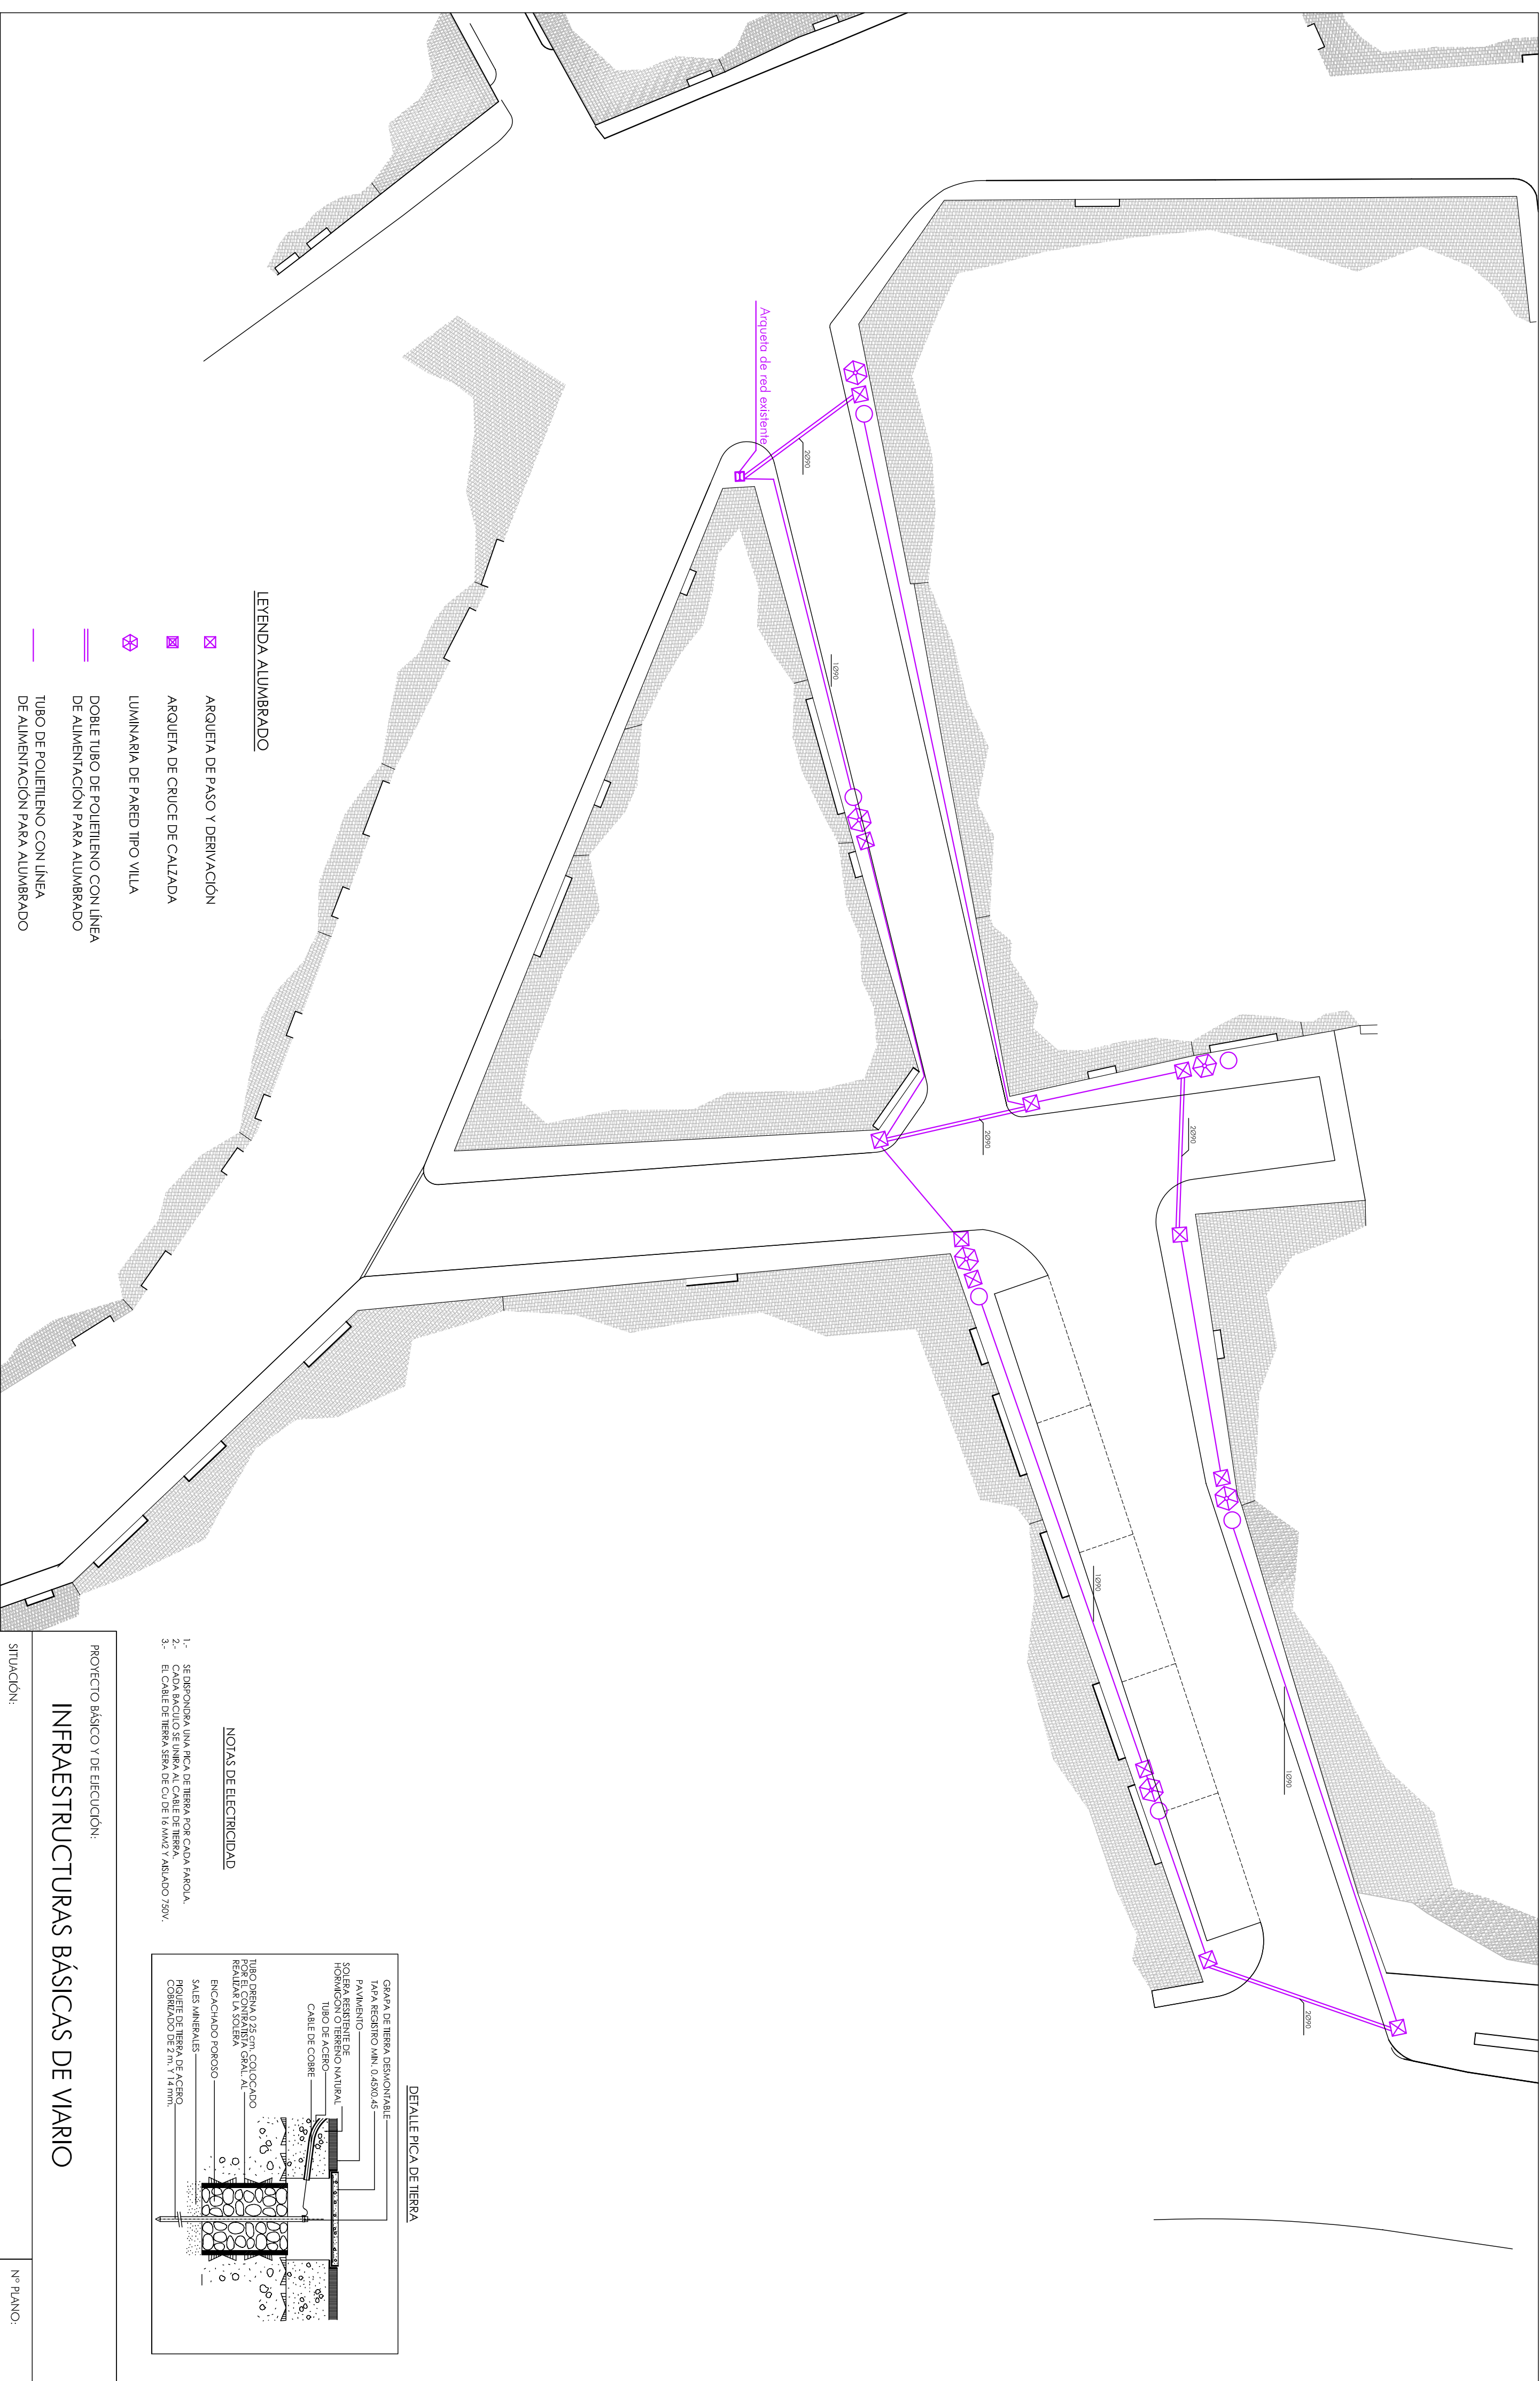 Arqueta de red existente
2Ø90
1Ø90
2Ø90
2Ø90
1Ø90
1Ø90
2Ø90
LEYENDA ALUMBRADO
ARQUETA DE PASO Y DERIVACIÓN
ARQUETA DE CRUCE DE CALZADA
LUMINARIA DE PARED TIPO VILLA
DOBLE TUBO DE POLIETILENO CON LÍNEA
DE ALIMENTACIÓN PARA ALUMBRADO
TUBO DE POLIETILENO CON LÍNEA
DE ALIMENTACIÓN PARA ALUMBRADO
NOTAS DE ELECTRICIDAD
1.- SE DISPONDRA UNA PICA DE TIERRA POR CADA FAROLA.
2.- CADA BACULO SE UNIRA AL CABLE DE TIERRA.
3.- EL CABLE DE TIERRA SERA DE Cu DE 16 MM2 Y AISLADO 750V.
DETALLE PICA DE TIERRA
GRAPA DE TIERRA DESMONTABLE
TAPA REGISTRO MIN. 0.45X0.45
PAVIMENTO
SOLERA RESISTENTE DE
HORMIGON O TERRENO NATURAL
TUBO DE ACERO
CABLE DE COBRE
TUBO DRENA 0 25 cm. COLOCADO
POR EL CONTRATISTA GRAL. AL
REALIZAR LA SOLERA
ENCACHADO POROSO
SALES MINERALES
PIQUETE DE TIERRA DE ACERO
COBRIZADO DE 2 m. Y 14 mm.
PROYECTO BÁSICO Y DE EJECUCIÓN:
INFRAESTRUCTURAS BÁSICAS DE VIARIO
SITUACIÓN:
Nº PLANO: